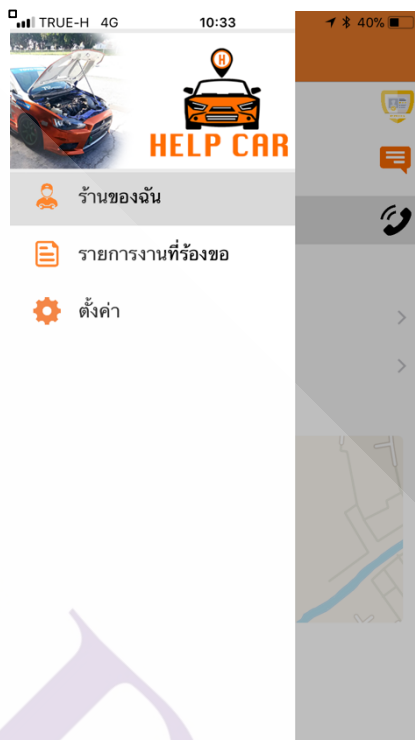 TRUE-H 4G 10:33 40%
H
HELP CAR
ร้านของฉัน
รายการงานที่ร้องขอ
ตั้งค่า